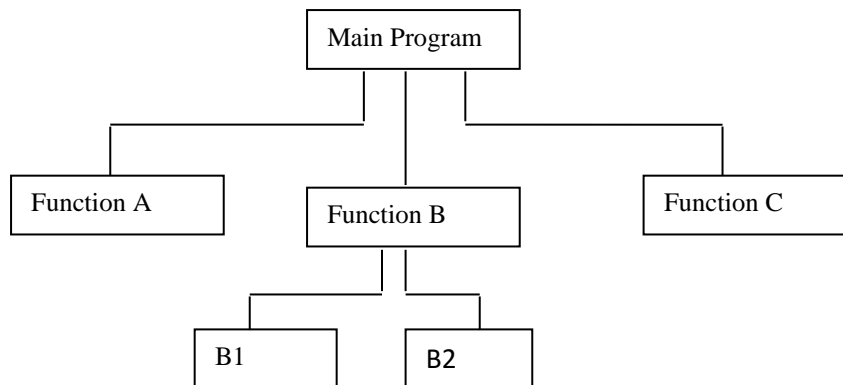 Main Program
Function A
Function B
Function C
B1
B2